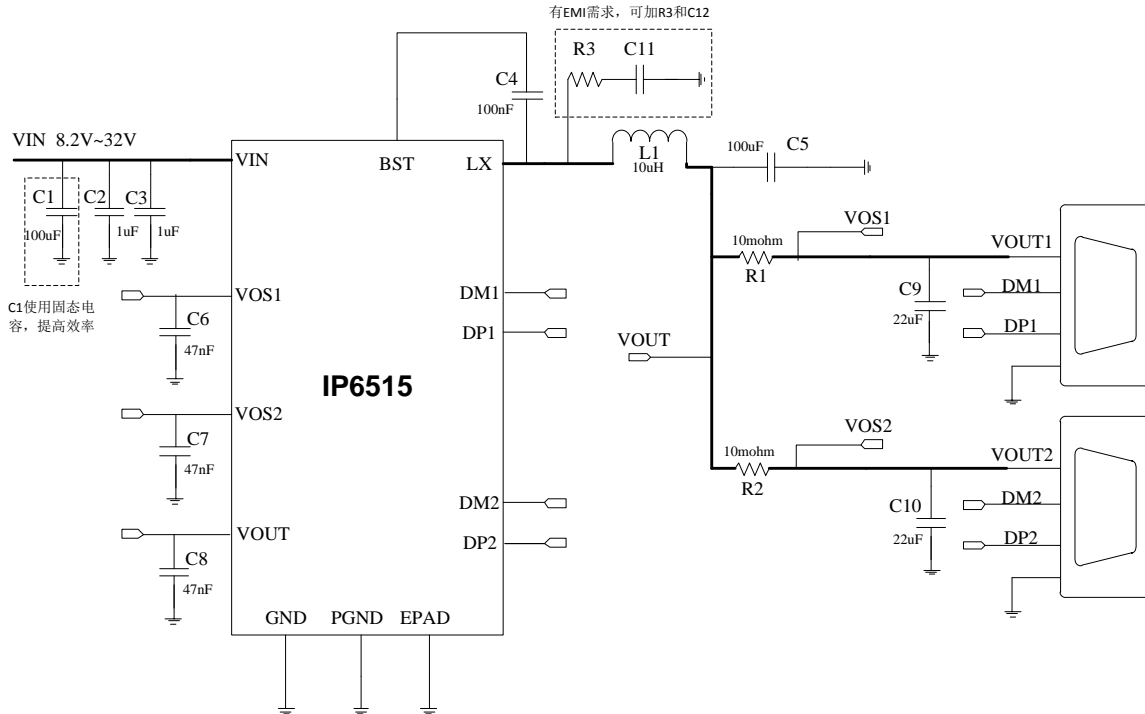 有EMI需求，可加R3和C12
R3
C11
C4
100nF
VIN 8.2V~32V
VIN
BST
LX
L1
10uH
100uF
C5
C1
100uF
C2
1uF
C3
1uF
C1使用固态电
容，提高效率
VOS1
C6
47nF
VOS2
C7
47nF
VOUT
C8
47nF
IP6515
DM1
DP1
DM2
DP2
GND
PGND
EPAD
VOUT
10mohm
R1
VOS1
C9
22uF
VOUT1
DM1
DP1
10mohm
R2
VOS2
C10
22uF
VOUT2
DM2
DP2